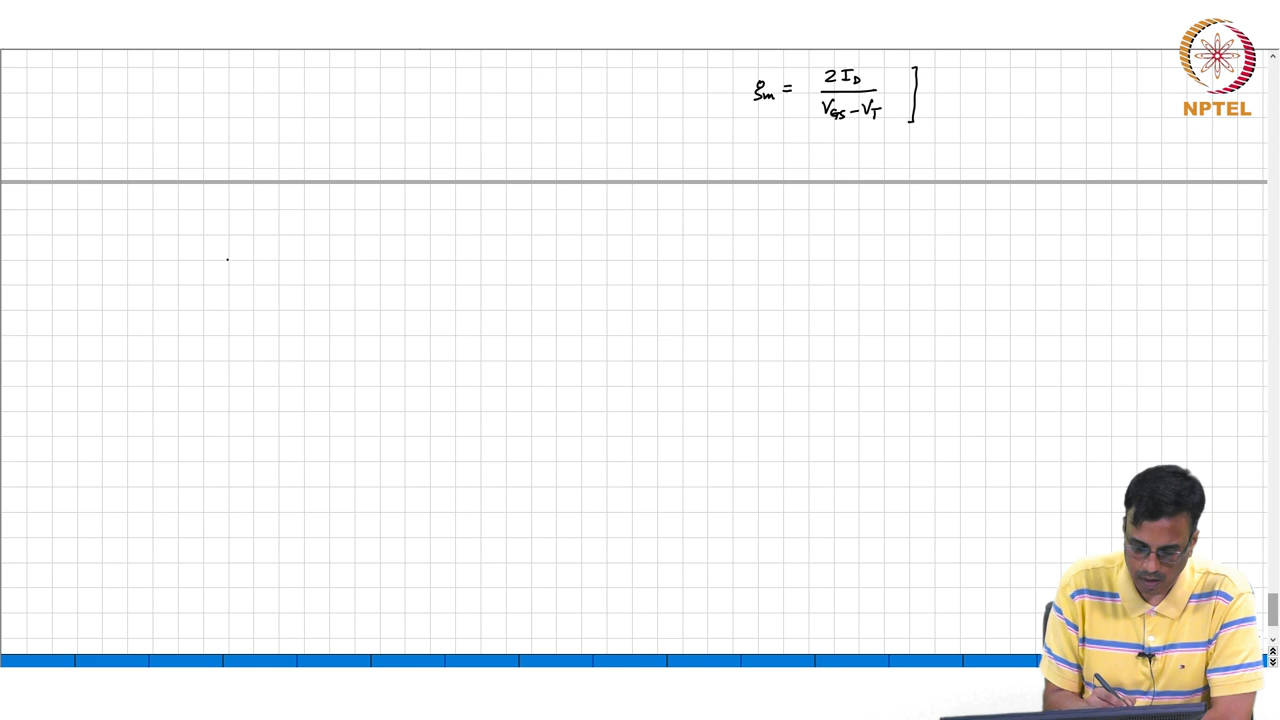 gm = 2 I_D / (V_GS - V_T) ]
NPTEL